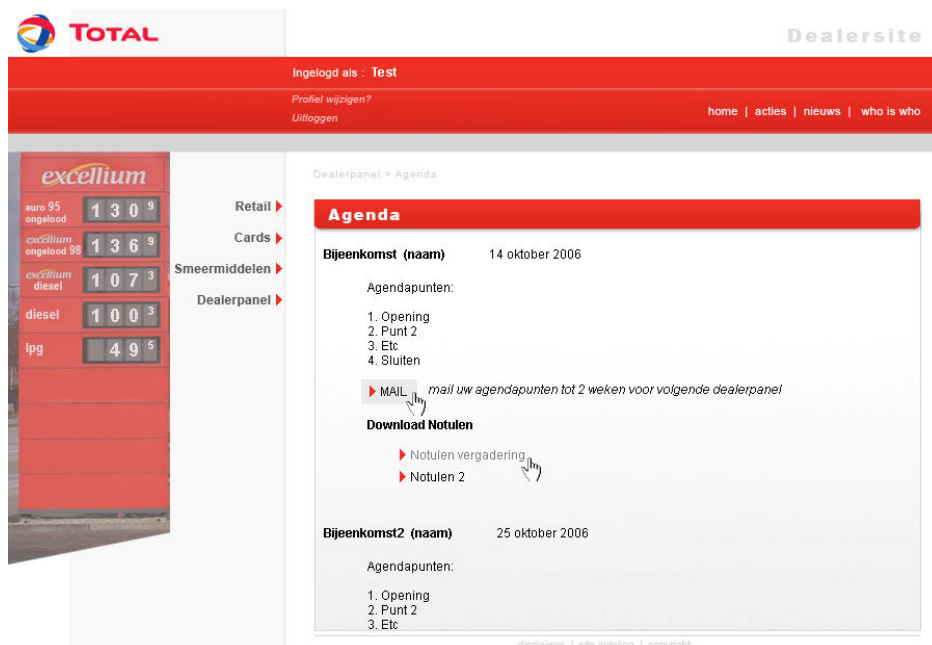 TOTAL
Dealersite
Ingelogd als : Test
Profiel wijzigen?
Uitloggen
home | acties | nieuws | who is who
excellium
euro 95
ongelood
1 3 0 9
excellium
ongelood 98
1 3 6 9
excellium
diesel
1 0 7 3
diesel
1 0 0 3
lpg
4 9 5
Retail
Cards
Smeermiddelen
Dealerpanel
Dealerpanel > Agenda
Agenda
Bijeenkomst (naam) 14 oktober 2006
Agendapunten:
1. Opening
2. Punt 2
3. Etc
4. Sluiten
MAIL mail uw agendapunten tot 2 weken voor volgende dealerpanel
Download Notulen
Notulen vergadering
Notulen 2
Bijeenkomst2 (naam) 25 oktober 2006
Agendapunten:
1. Opening
2. Punt 2
3. Etc
disclaimer | site indeling | copyright